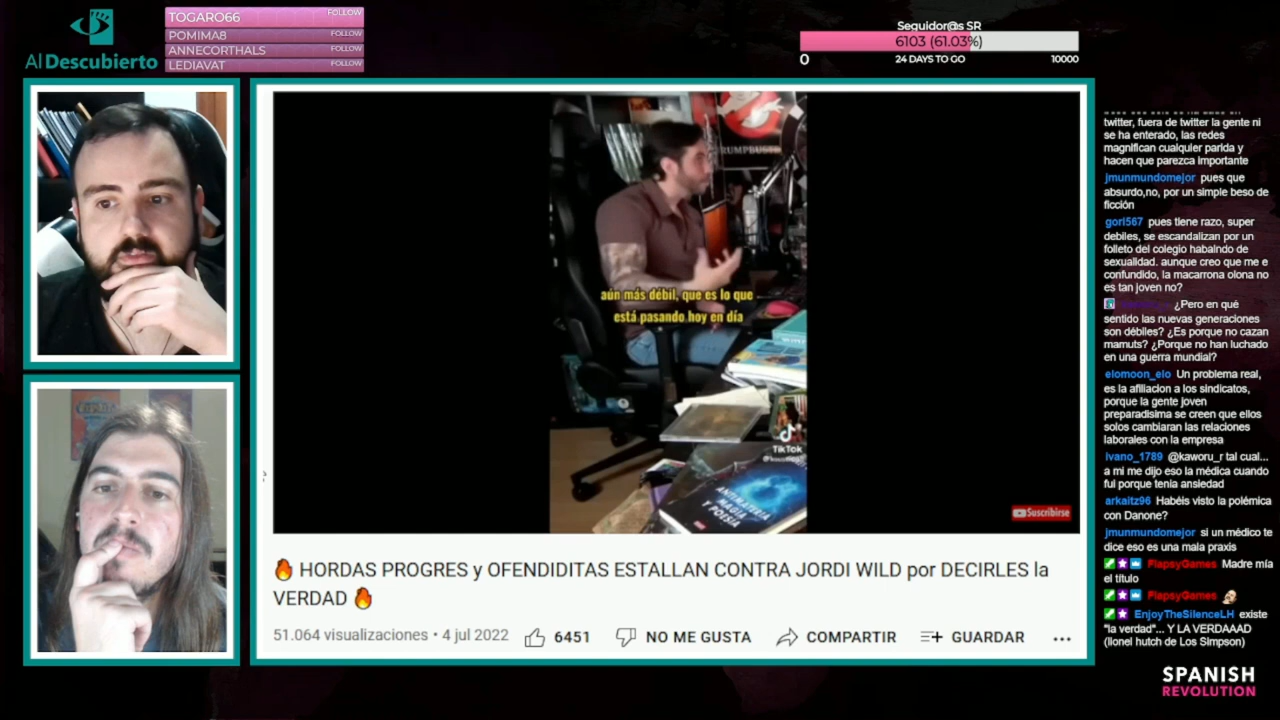 TOGARO66 FOLLOW
POMIMA8 FOLLOW
ANNECORTHALS FOLLOW
LEDIAVAT FOLLOW
Al Descubierto
Seguidor@s SR
6103 (61.03%)
0 24 DAYS TO GO 10000
aún más débil, que es lo que
está pasando hoy en día
TikTok
ANTIMATERIA
MAGIA
Y POESÍA
Suscribirse
🔥 HORDAS PROGRES y OFENDIDITAS ESTALLAN CONTRA JORDI WILD por DECIRLES la
VERDAD 🔥
51.064 visualizaciones • 4 jul 2022 6451 NO ME GUSTA COMPARTIR GUARDAR ...
twitter, fuera de twitter la gente ni
se ha enterado, las redes
magnifican cualquier parida y
hacen que parezca importante
jmunmundomejor pues que
absurdo,no, por un simple beso de
ficción
gori567 pues tiene razo, super
debiles, se escandalizan por un
folleto del colegio habalndo de
sexualidad. aunque creo que me e
confundido, la macarrona olona no
es tan joven no?
¿Pero en qué
sentido las nuevas generaciones
son débiles? ¿Es porque no cazan
mamuts? ¿Porque no han luchado
en una guerra mundial?
elomoon_elo Un problema real,
es la afiliacion a los sindicatos,
porque la gente joven
preparadisima se creen que ellos
solos cambiaran las relaciones
laborales con la empresa
ivano_1789 @kaworu_r tal cual...
a mi me dijo eso la médica cuando
fui porque tenia ansiedad
arkaitz96 Habéis visto la polémica
con Danone?
jmunmundomejor si un médico te
dice eso es una mala praxis
FlapsyGames Madre mía
el título
FlapsyGames
EnjoyTheSilenceLH existe
"la verdad"... Y LA VERDAAAD
(lionel hutch de Los Simpson)
SPANISH
REVOLUTION